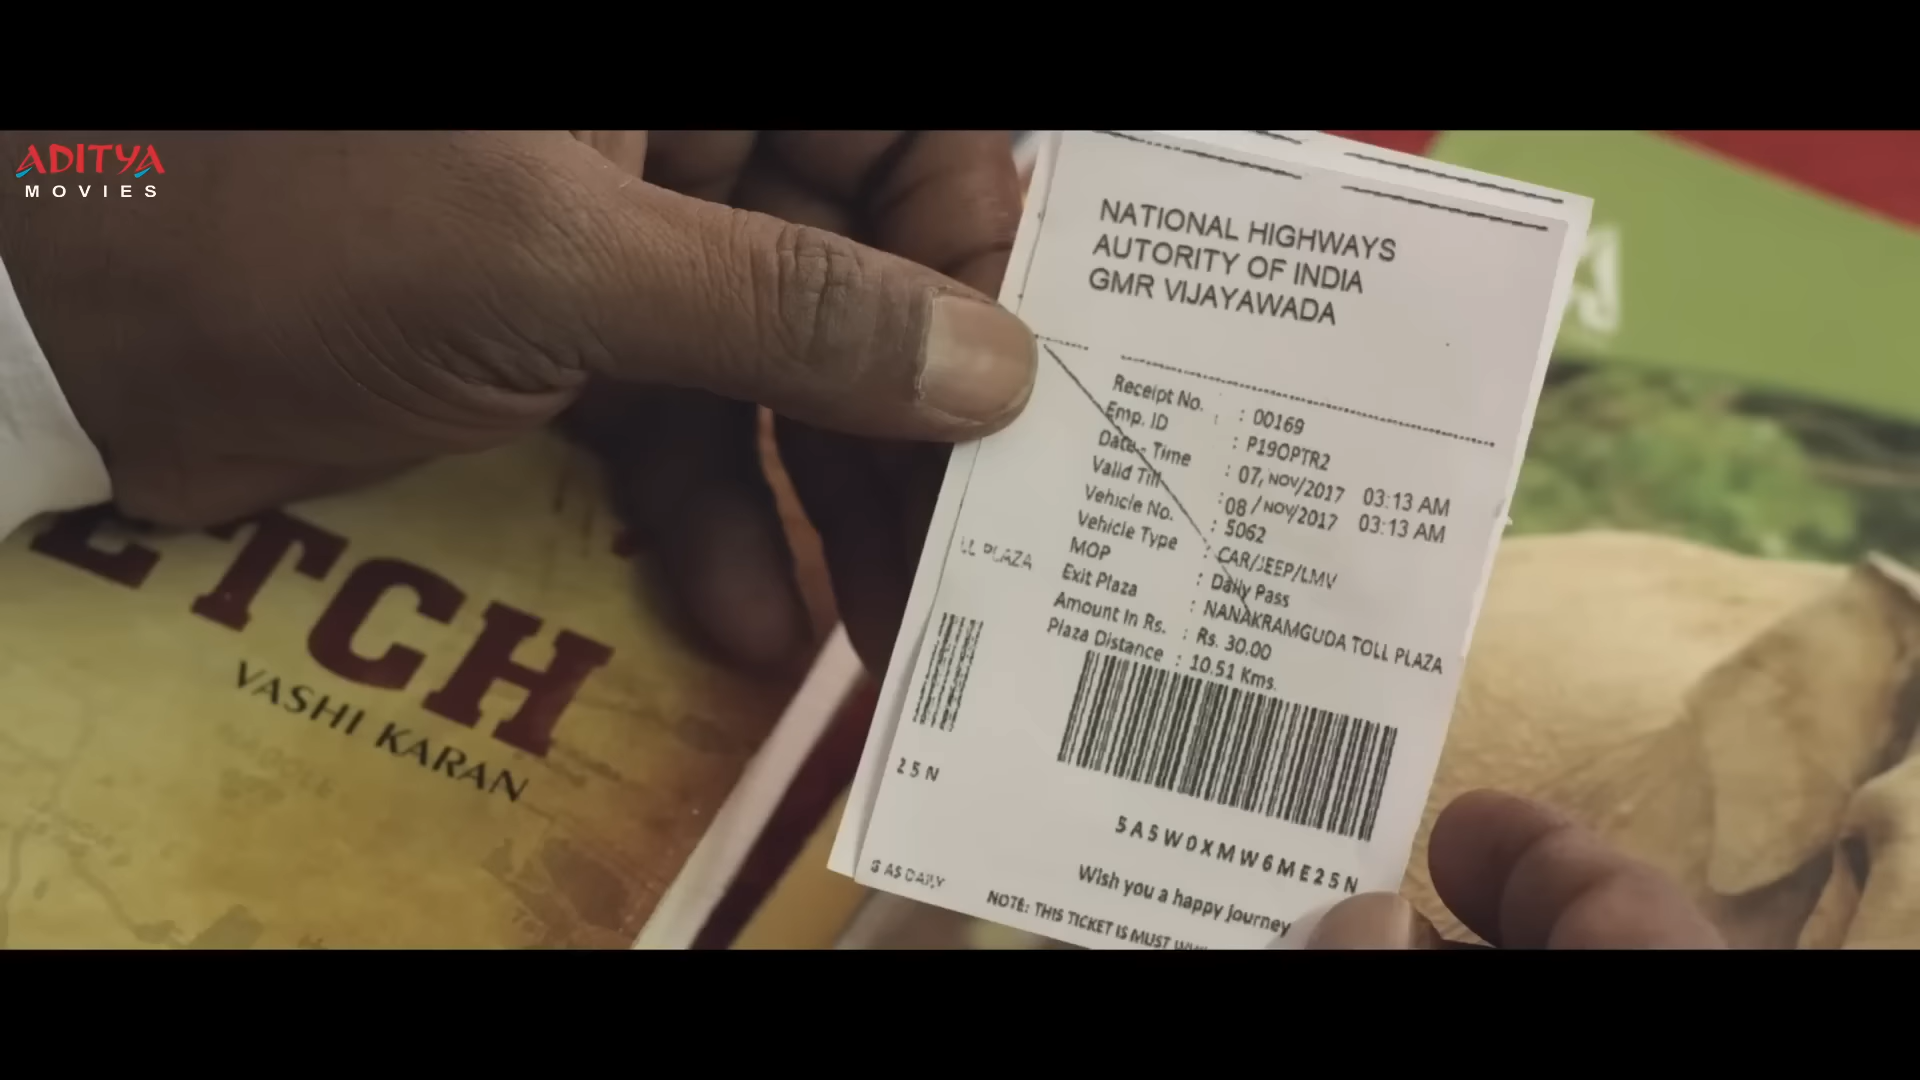 ADITYA
MOVIES
NATIONAL HIGHWAYS
AUTORITY OF INDIA
GMR VIJAYAWADA
Receipt No. : 00169
Emp. ID : P19OPTR2
Date - Time : 07, NOV/2017 03:13 AM
Valid Till : 08 / NOV/2017 03:13 AM
Vehicle No. : 5062
Vehicle Type : CAR/JEEP/LMV
MOP : Daily Pass
Exit Plaza : NANAKRAMGUDA TOLL PLAZA
Amount In Rs. : Rs. 30.00
Plaza Distance : 10.51 Kms.
5A5W0XMW6ME25N
Wish you a happy journey
NOTE: THIS TICKET IS MUST
PLAZA
25N
AS DAILY
ETCH
VASHI KARAN